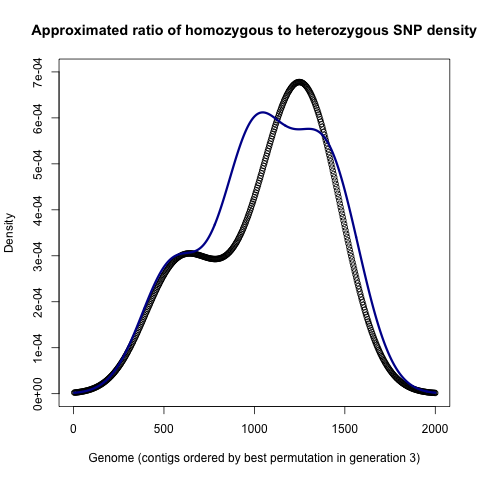 Approximated ratio of homozygous to heterozygous SNP density
7e-04
6e-04
5e-04
4e-04
3e-04
2e-04
1e-04
0e+00
Density
0 500 1000 1500 2000
Genome (contigs ordered by best permutation in generation 3)